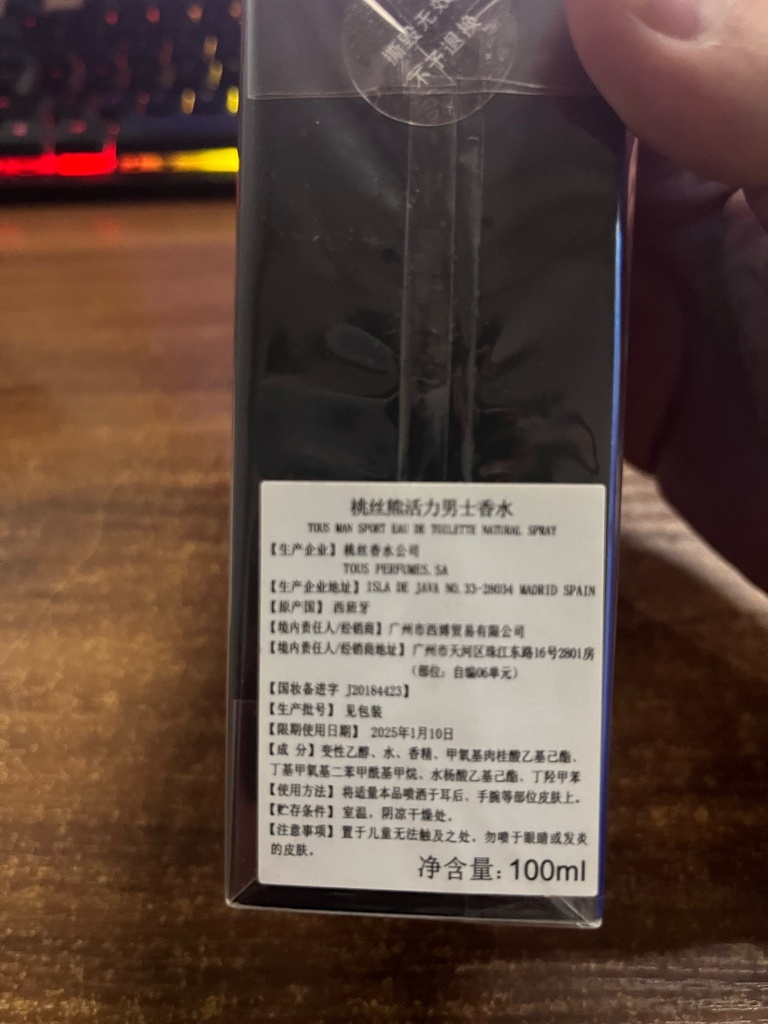 撕毁无效
不予退换
桃丝熊活力男士香水
TOUS MAN SPORT EAU DE TOILETTE NATURAL SPRAY
【生产企业】桃丝香水公司
TOUS PERFUMES.SA
【生产企业地址】ISLA DE JAVA NO.33-28034 MADRID SPAIN
【原产国】西班牙
【境内责任人/经销商】广州市西博贸易有限公司
【境内责任人/经销商地址】广州市天河区珠江东路16号2801房
（部位：自编06单元）
【国妆备进字 J20184423】
【生产批号】见包装
【限期使用日期】 2025年1月10日
【成 分】变性乙醇、水、香精、甲氧基肉桂酸乙基己酯、
丁基甲氧基二苯甲酰基甲烷、水杨酸乙基己酯、丁羟甲苯
【使用方法】将适量本品喷洒于耳后、手腕等部位皮肤上。
【贮存条件】室温，阴凉干燥处。
【注意事项】置于儿童无法触及之处。勿喷于眼睛或发炎
的皮肤。
净含量：100ml